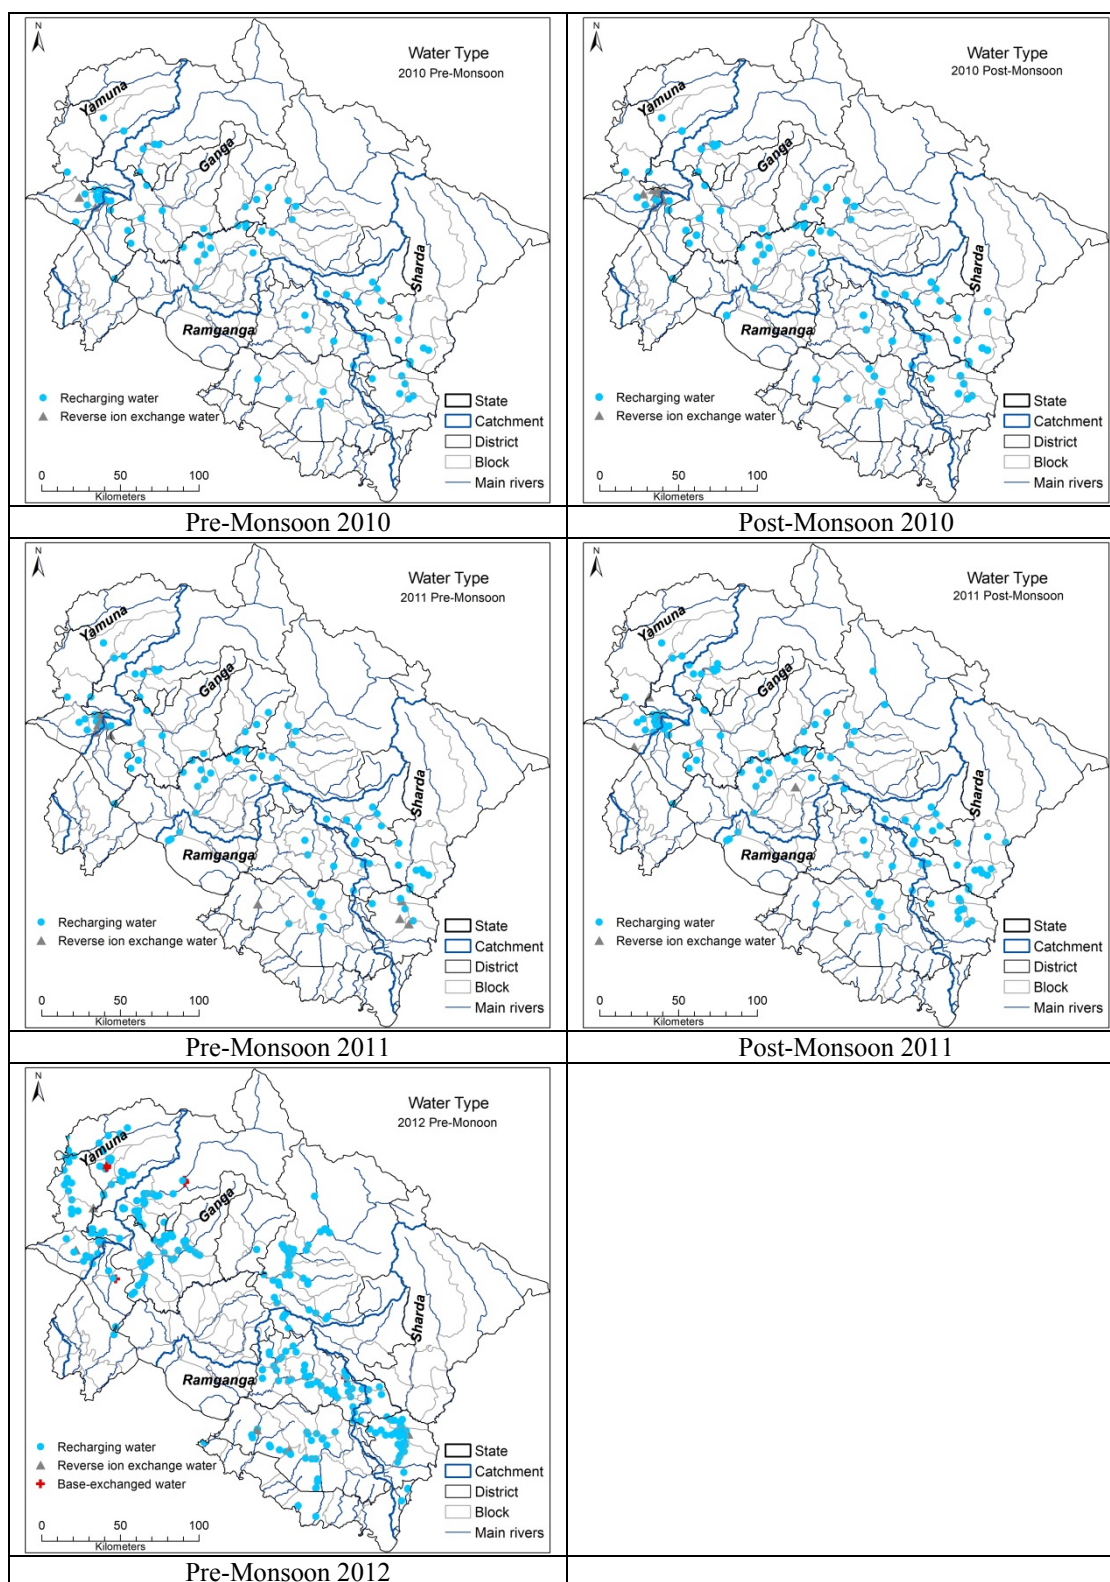 N
Water Type
2010 Pre-Monsoon
Yamuna
Ganga
Sharda
Ramganga
Recharging water
Reverse ion exchange water
0 50 100
Kilometers
State
Catchment
District
Block
Main rivers
Pre-Monsoon 2010
N
Water Type
2010 Post-Monsoon
Yamuna
Ganga
Sharda
Ramganga
Recharging water
Reverse ion exchange water
0 50 100
Kilometers
State
Catchment
District
Block
Main rivers
Post-Monsoon 2010
N
Water Type
2011 Pre-Monsoon
Yamuna
Ganga
Sharda
Ramganga
Recharging water
Reverse ion exchange water
0 50 100
Kilometers
State
Catchment
District
Block
Main rivers
Pre-Monsoon 2011
N
Water Type
2011 Post-Monsoon
Yamuna
Ganga
Sharda
Ramganga
Recharging water
Reverse ion exchange water
0 50 100
Kilometers
State
Catchment
District
Block
Main rivers
Post-Monsoon 2011
N
Water Type
2012 Pre-Monoon
Yamuna
Ganga
Sharda
Ramganga
Recharging water
Reverse ion exchange water
Base-exchanged water
0 50 100
Kilometers
State
Catchment
District
Block
Main rivers
Pre-Monsoon 2012